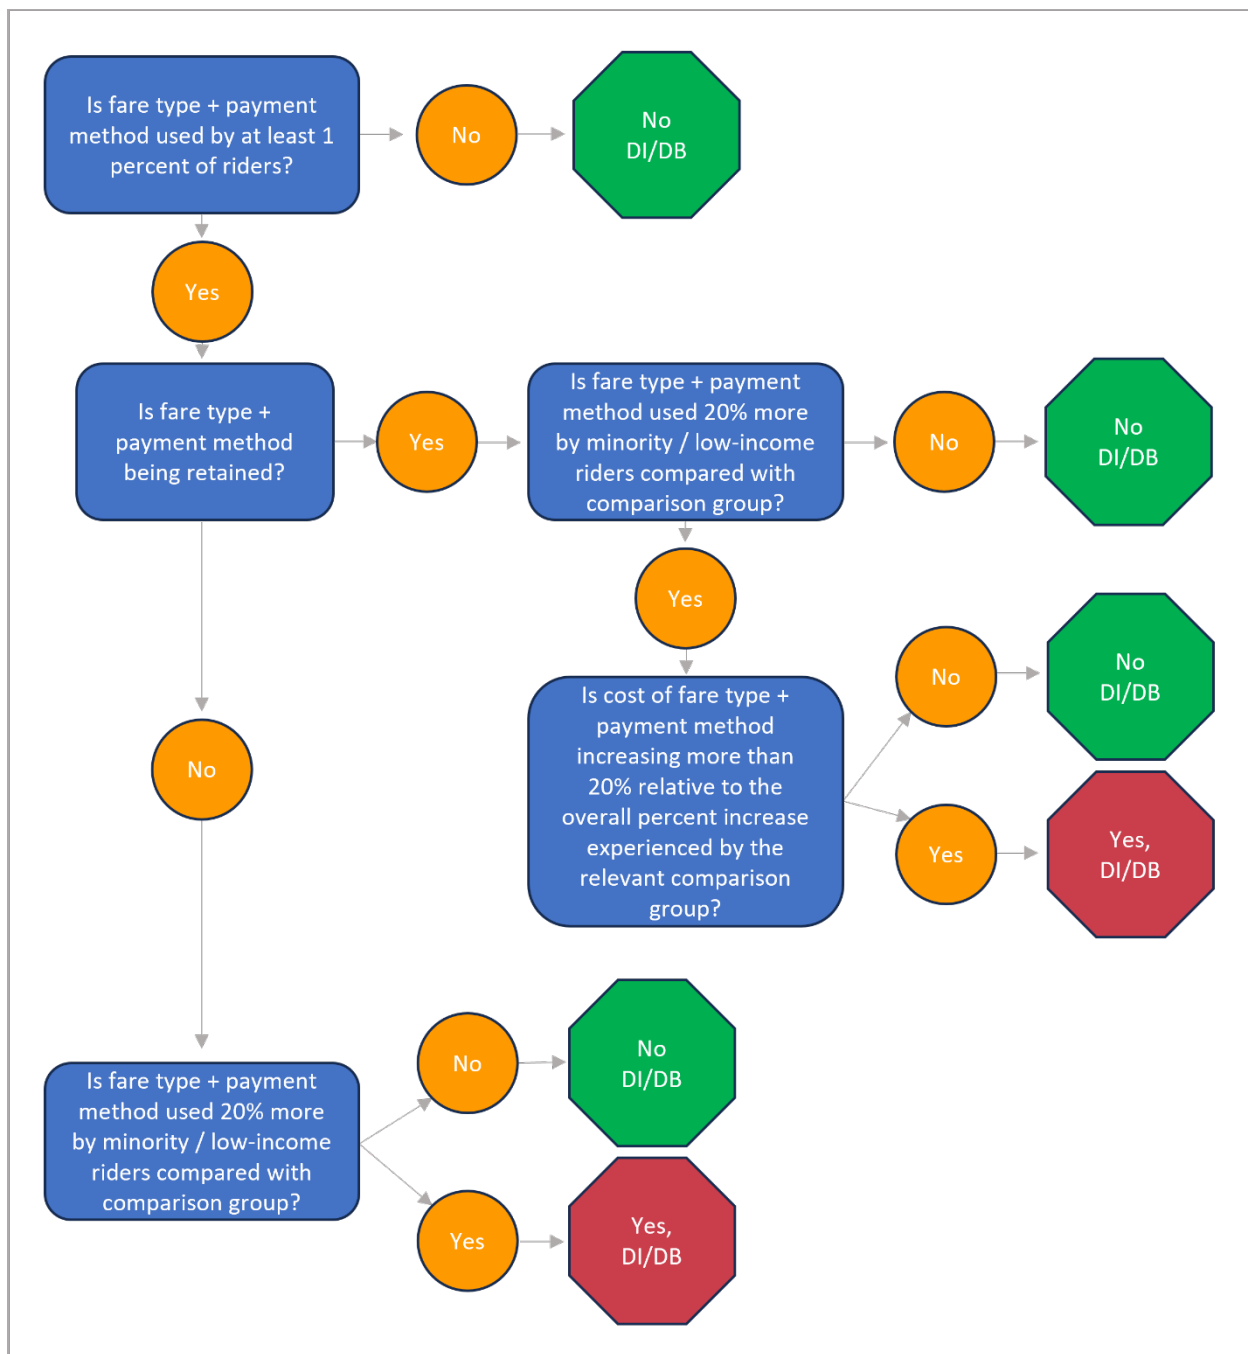 Is fare type + payment
method used by at least 1
percent of riders?
No
No
DI/DB
Yes
Is fare type +
payment method
being retained?
Yes
Is fare type + payment
method used 20% more
by minority / low-income
riders compared with
comparison group?
No
No
DI/DB
Yes
Is cost of fare type +
payment method
increasing more than
20% relative to the
overall percent increase
experienced by the
relevant comparison
group?
No
No
DI/DB
Yes
Yes,
DI/DB
No
Is fare type + payment
method used 20% more
by minority / low-income
riders compared with
comparison group?
No
No
DI/DB
Yes
Yes,
DI/DB